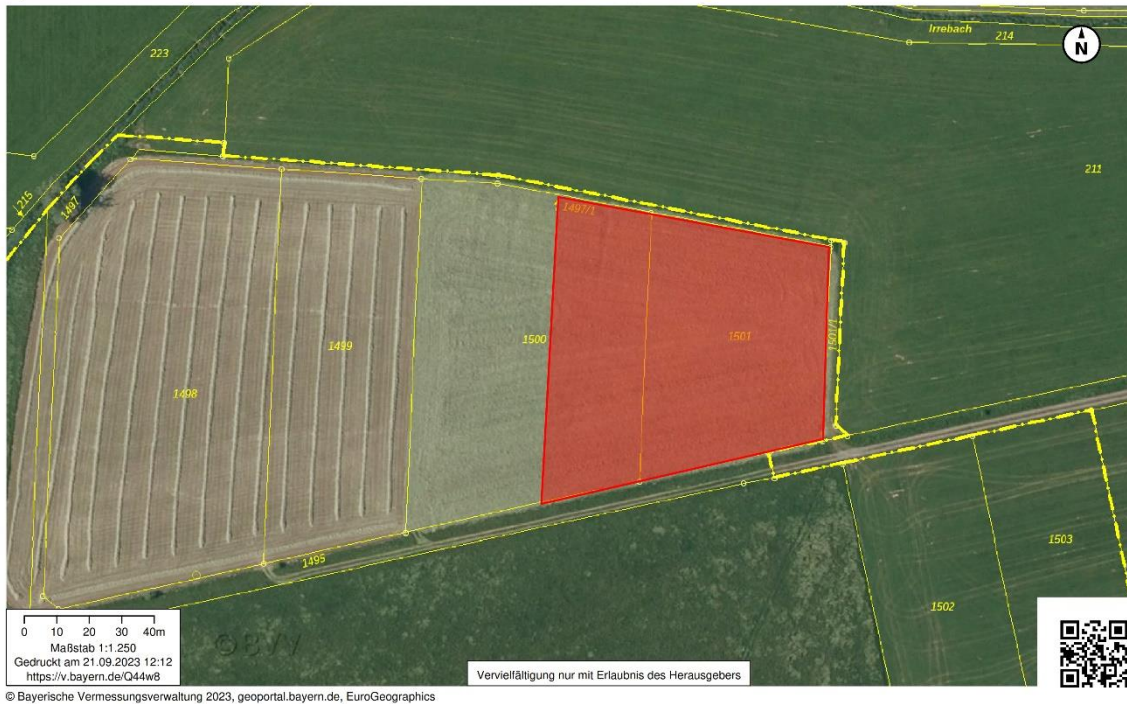 Irrebach
214
N
223
211
215
1497
1497/1
1501/1
1500
1501
1499
1498
1495
1503
1502
0 10 20 30 40m
Maßstab 1:1.250
Gedruckt am 21.09.2023 12:12
https://v.bayern.de/Q44w8
©BVV
Vervielfältigung nur mit Erlaubnis des Herausgebers
© Bayerische Vermessungsverwaltung 2023, geoportal.bayern.de, EuroGeographics